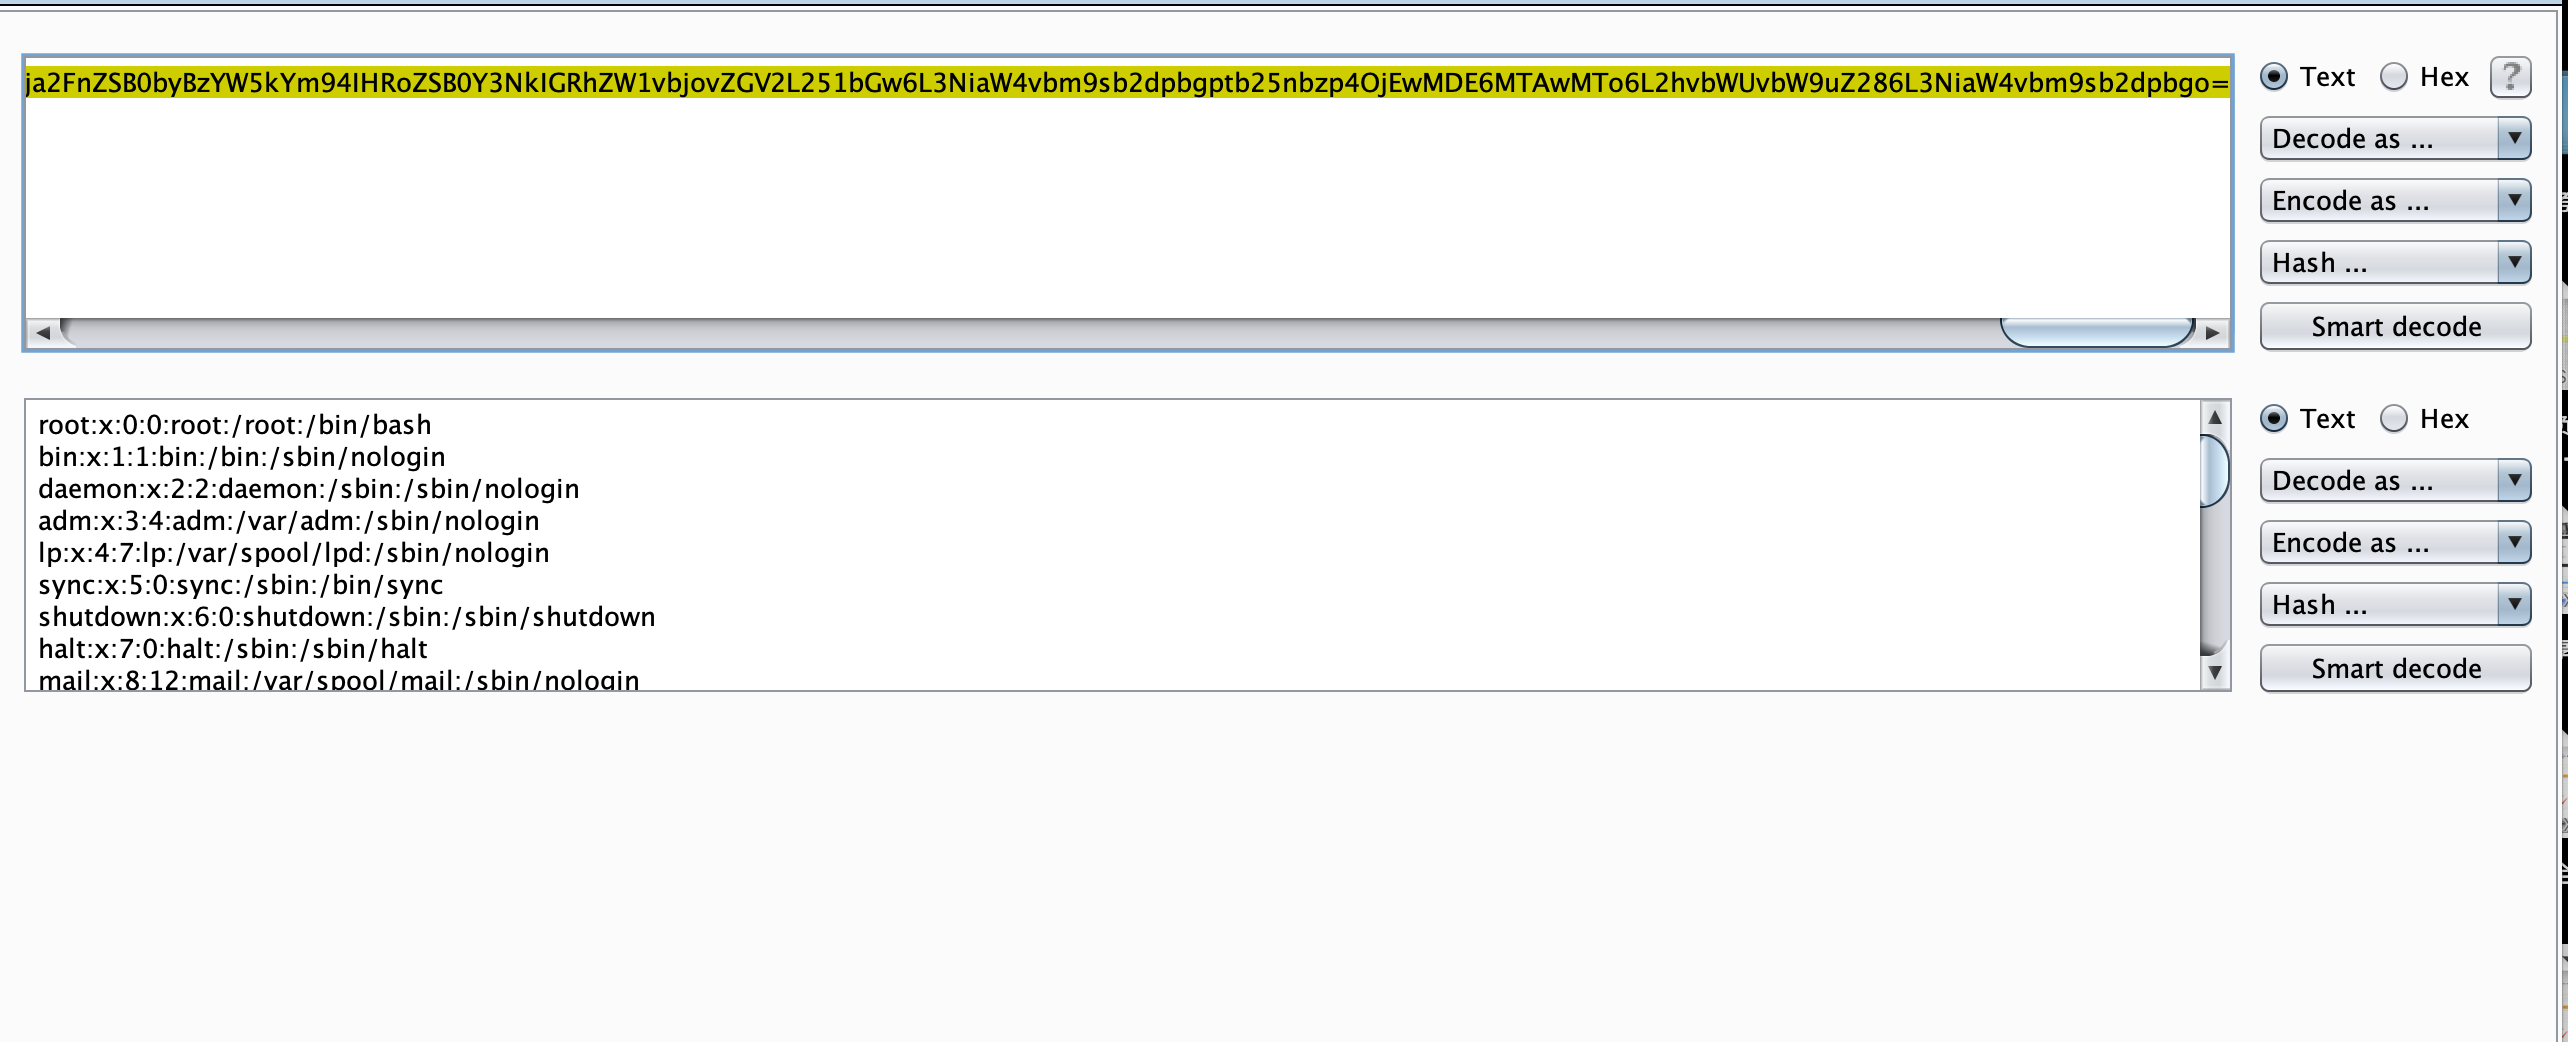 ja2FnZSB0byBzYW5kYm94IHRoZSB0Y3NkIGRhZW1vbjovZGV2L251bGw6L3NiaW4vbm9sb2dpbgptb25nbzp4OjEwMDE6MTAwMTo6L2hvbWUvbW9uZ286L3NiaW4vbm9sb2dpbgo=
Text Hex ?
Decode as ...
Encode as ...
Hash ...
Smart decode
root:x:0:0:root:/root:/bin/bash
bin:x:1:1:bin:/bin:/sbin/nologin
daemon:x:2:2:daemon:/sbin:/sbin/nologin
adm:x:3:4:adm:/var/adm:/sbin/nologin
lp:x:4:7:lp:/var/spool/lpd:/sbin/nologin
sync:x:5:0:sync:/sbin:/bin/sync
shutdown:x:6:0:shutdown:/sbin:/sbin/shutdown
halt:x:7:0:halt:/sbin:/sbin/halt
mail:x:8:12:mail:/var/spool/mail:/sbin/nologin
Text Hex
Decode as ...
Encode as ...
Hash ...
Smart decode